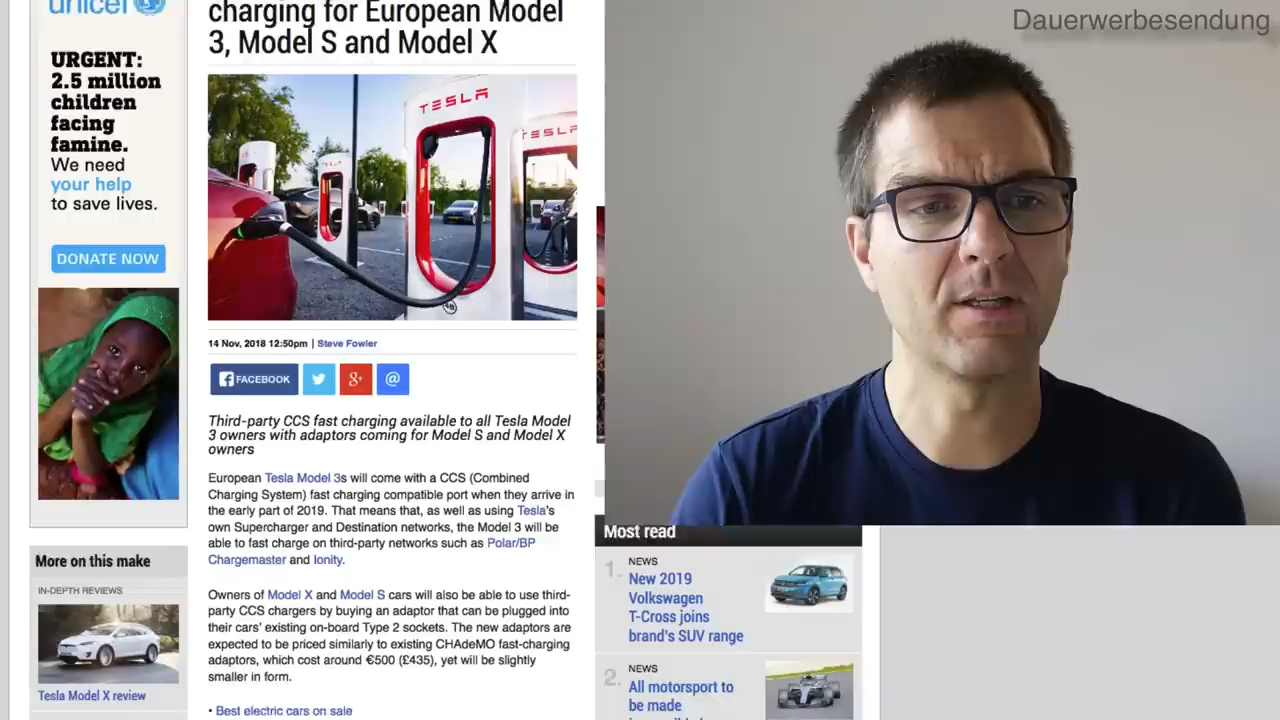 Dauerwerbesendung
unicef
URGENT:
2.5 million
children
facing
famine.
We need
your help
to save lives.
DONATE NOW
More on this make
IN-DEPTH REVIEWS
Tesla Model X review
charging for European Model
3, Model S and Model X
TESLA
TESLA
14 Nov, 2018 12:50pm | Steve Fowler
FACEBOOK
@
Third-party CCS fast charging available to all Tesla Model
3 owners with adaptors coming for Model S and Model X
owners
European Tesla Model 3s will come with a CCS (Combined
Charging System) fast charging compatible port when they arrive in
the early part of 2019. That means that, as well as using Tesla's
own Supercharger and Destination networks, the Model 3 will be
able to fast charge on third-party networks such as Polar/BP
Chargemaster and Ionity.
Owners of Model X and Model S cars will also be able to use third-
party CCS chargers by buying an adaptor that can be plugged into
their cars' existing on-board Type 2 sockets. The new adaptors are
expected to be priced similarly to existing CHAdeMO fast-charging
adaptors, which cost around €500 (£435), yet will be slightly
smaller in form.
• Best electric cars on sale
Most read
1.
NEWS
New 2019
Volkswagen
T-Cross joins
brand's SUV range
2.
NEWS
All motorsport to
be made